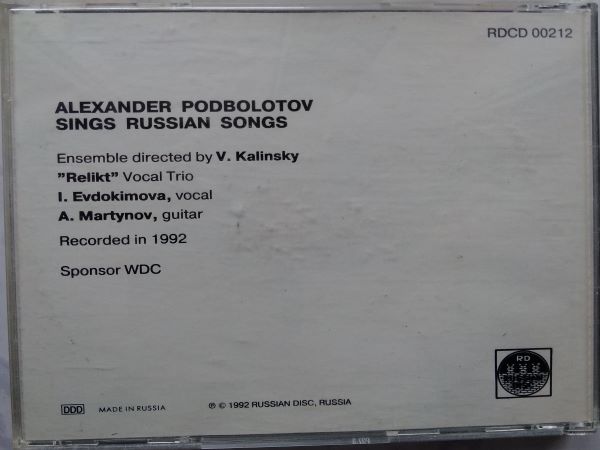 RDCD 00212
ALEXANDER PODBOLOTOV
SINGS RUSSIAN SONGS
Ensemble directed by V. Kalinsky
"Relikt" Vocal Trio
I. Evdokimova, vocal
A. Martynov, guitar
Recorded in 1992
Sponsor WDC
RD
DDD MADE IN RUSSIA ℗ © 1992 RUSSIAN DISC, RUSSIA